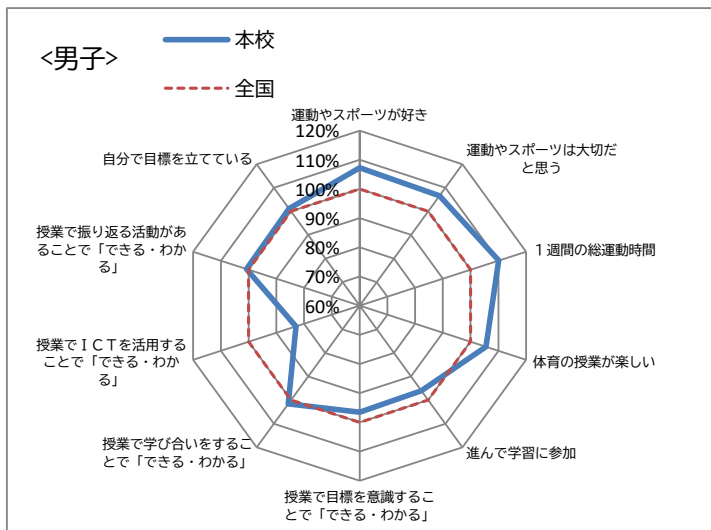 <男子>
本校
全国
運動やスポーツが好き
運動やスポーツは大切だ
と思う
１週間の総運動時間
体育の授業が楽しい
進んで学習に参加
授業で目標を意識するこ
とで「できる・わかる」
授業で学び合いをするこ
とで「できる・わかる」
授業でＩＣＴを活用する
ことで「できる・わか
る」
授業で振り返る活動があ
ることで「できる・わか
る」
自分で目標を立てている
120%
110%
100%
90%
80%
70%
60%